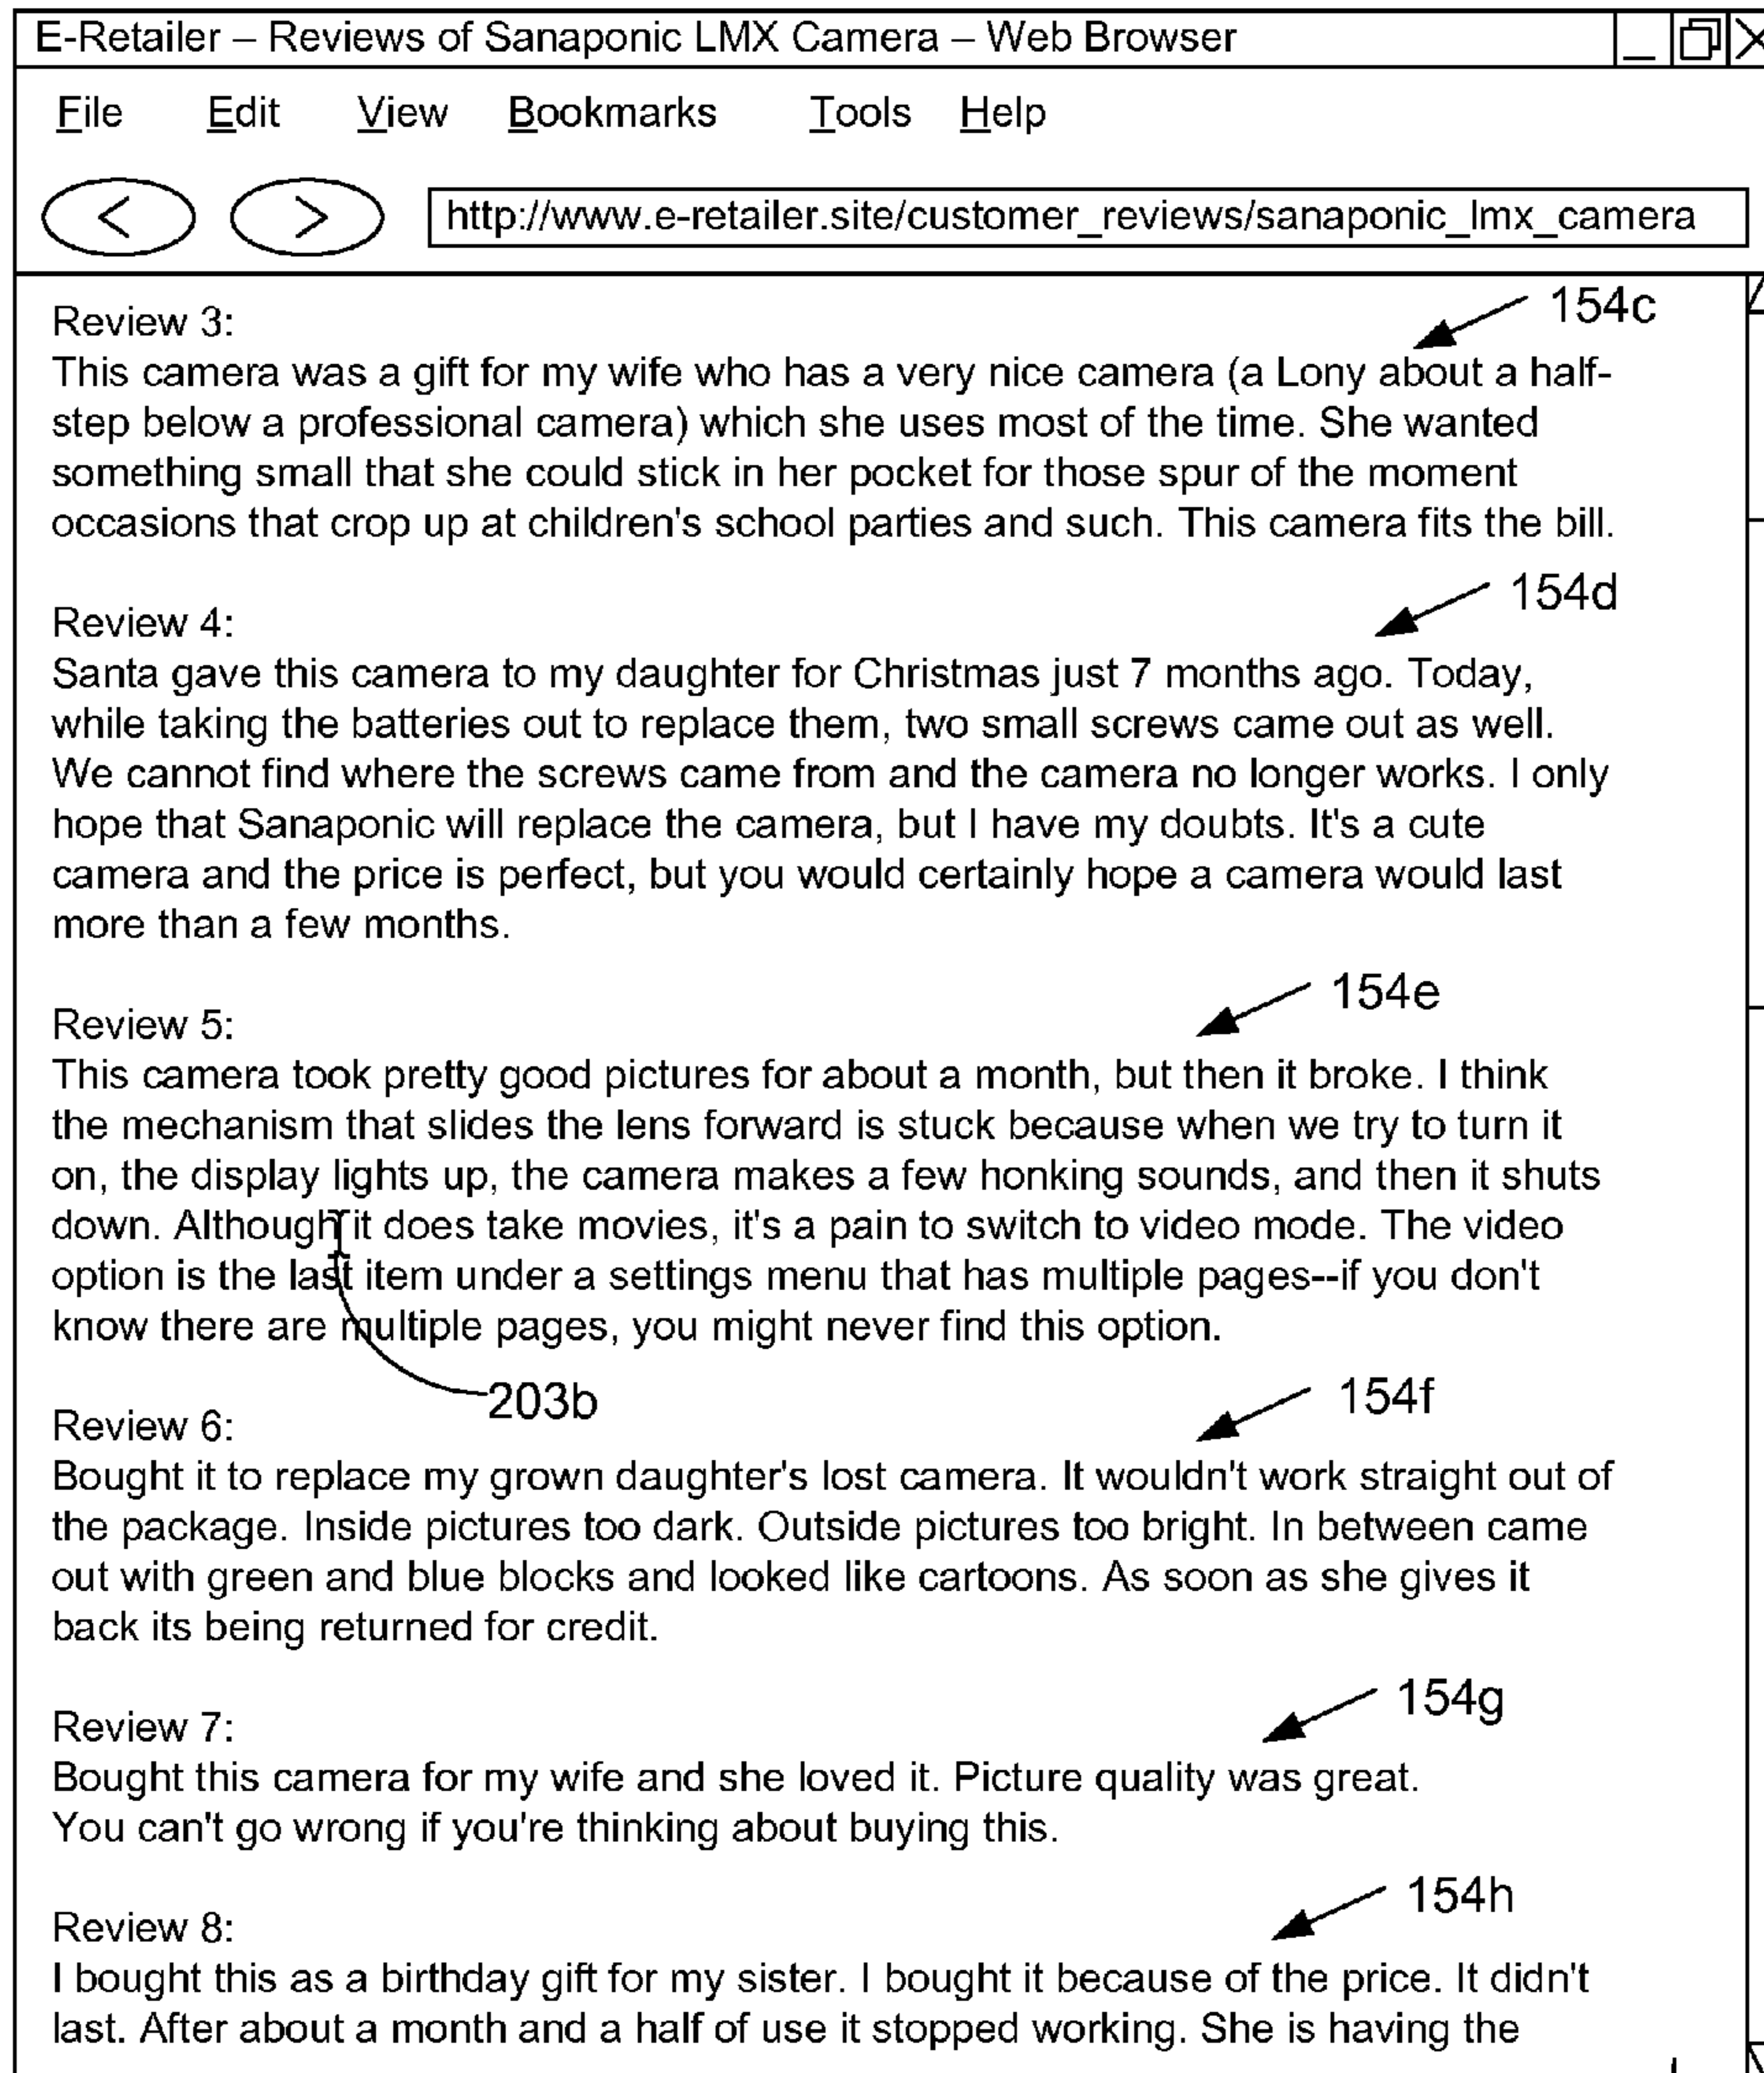 E-Retailer – Reviews of Sanaponic LMX Camera – Web Browser
File Edit View Bookmarks Tools Help
< > http://www.e-retailer.site/customer_reviews/sanaponic_lmx_camera
154c
Review 3:
This camera was a gift for my wife who has a very nice camera (a Lony about a half-
step below a professional camera) which she uses most of the time. She wanted
something small that she could stick in her pocket for those spur of the moment
occasions that crop up at children's school parties and such. This camera fits the bill.
154d
Review 4:
Santa gave this camera to my daughter for Christmas just 7 months ago. Today,
while taking the batteries out to replace them, two small screws came out as well.
We cannot find where the screws came from and the camera no longer works. I only
hope that Sanaponic will replace the camera, but I have my doubts. It's a cute
camera and the price is perfect, but you would certainly hope a camera would last
more than a few months.
154e
Review 5:
This camera took pretty good pictures for about a month, but then it broke. I think
the mechanism that slides the lens forward is stuck because when we try to turn it
on, the display lights up, the camera makes a few honking sounds, and then it shuts
down. Although it does take movies, it's a pain to switch to video mode. The video
option is the last item under a settings menu that has multiple pages--if you don't
know there are multiple pages, you might never find this option.
203b
154f
Review 6:
Bought it to replace my grown daughter's lost camera. It wouldn't work straight out of
the package. Inside pictures too dark. Outside pictures too bright. In between came
out with green and blue blocks and looked like cartoons. As soon as she gives it
back its being returned for credit.
154g
Review 7:
Bought this camera for my wife and she loved it. Picture quality was great.
You can't go wrong if you're thinking about buying this.
154h
Review 8:
I bought this as a birthday gift for my sister. I bought it because of the price. It didn't
last. After about a month and a half of use it stopped working. She is having the